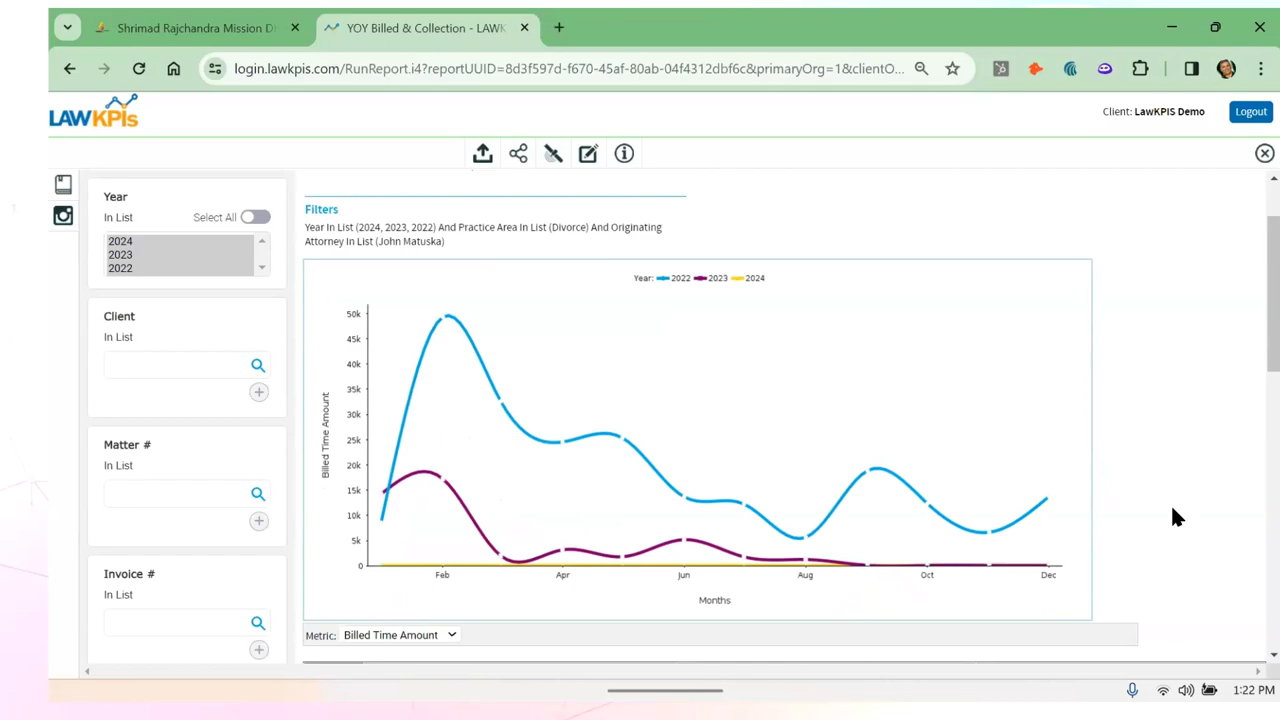 Shrimad Rajchandra Mission D
YOY Billed & Collection - LAWK
login.lawkpis.com/RunReport.i4?reportUUID=8d3f597d-f670-45af-80ab-04f4312dbf6c&primaryOrg=1&clientO...
LAWKPIs
Client: LawKPIS Demo
Logout
Year
In List
Select All
2024
2023
2022
Client
In List
Matter #
In List
Invoice #
In List
Filters
Year In List (2024, 2023, 2022) And Practice Area In List (Divorce) And Originating
Attorney In List (John Matuska)
Year: 2022 2023 2024
50k
45k
40k
35k
30k
25k
20k
15k
10k
5k
0
Billed Time Amount
Feb Apr Jun Aug Oct Dec
Months
Metric: Billed Time Amount
1:22 PM